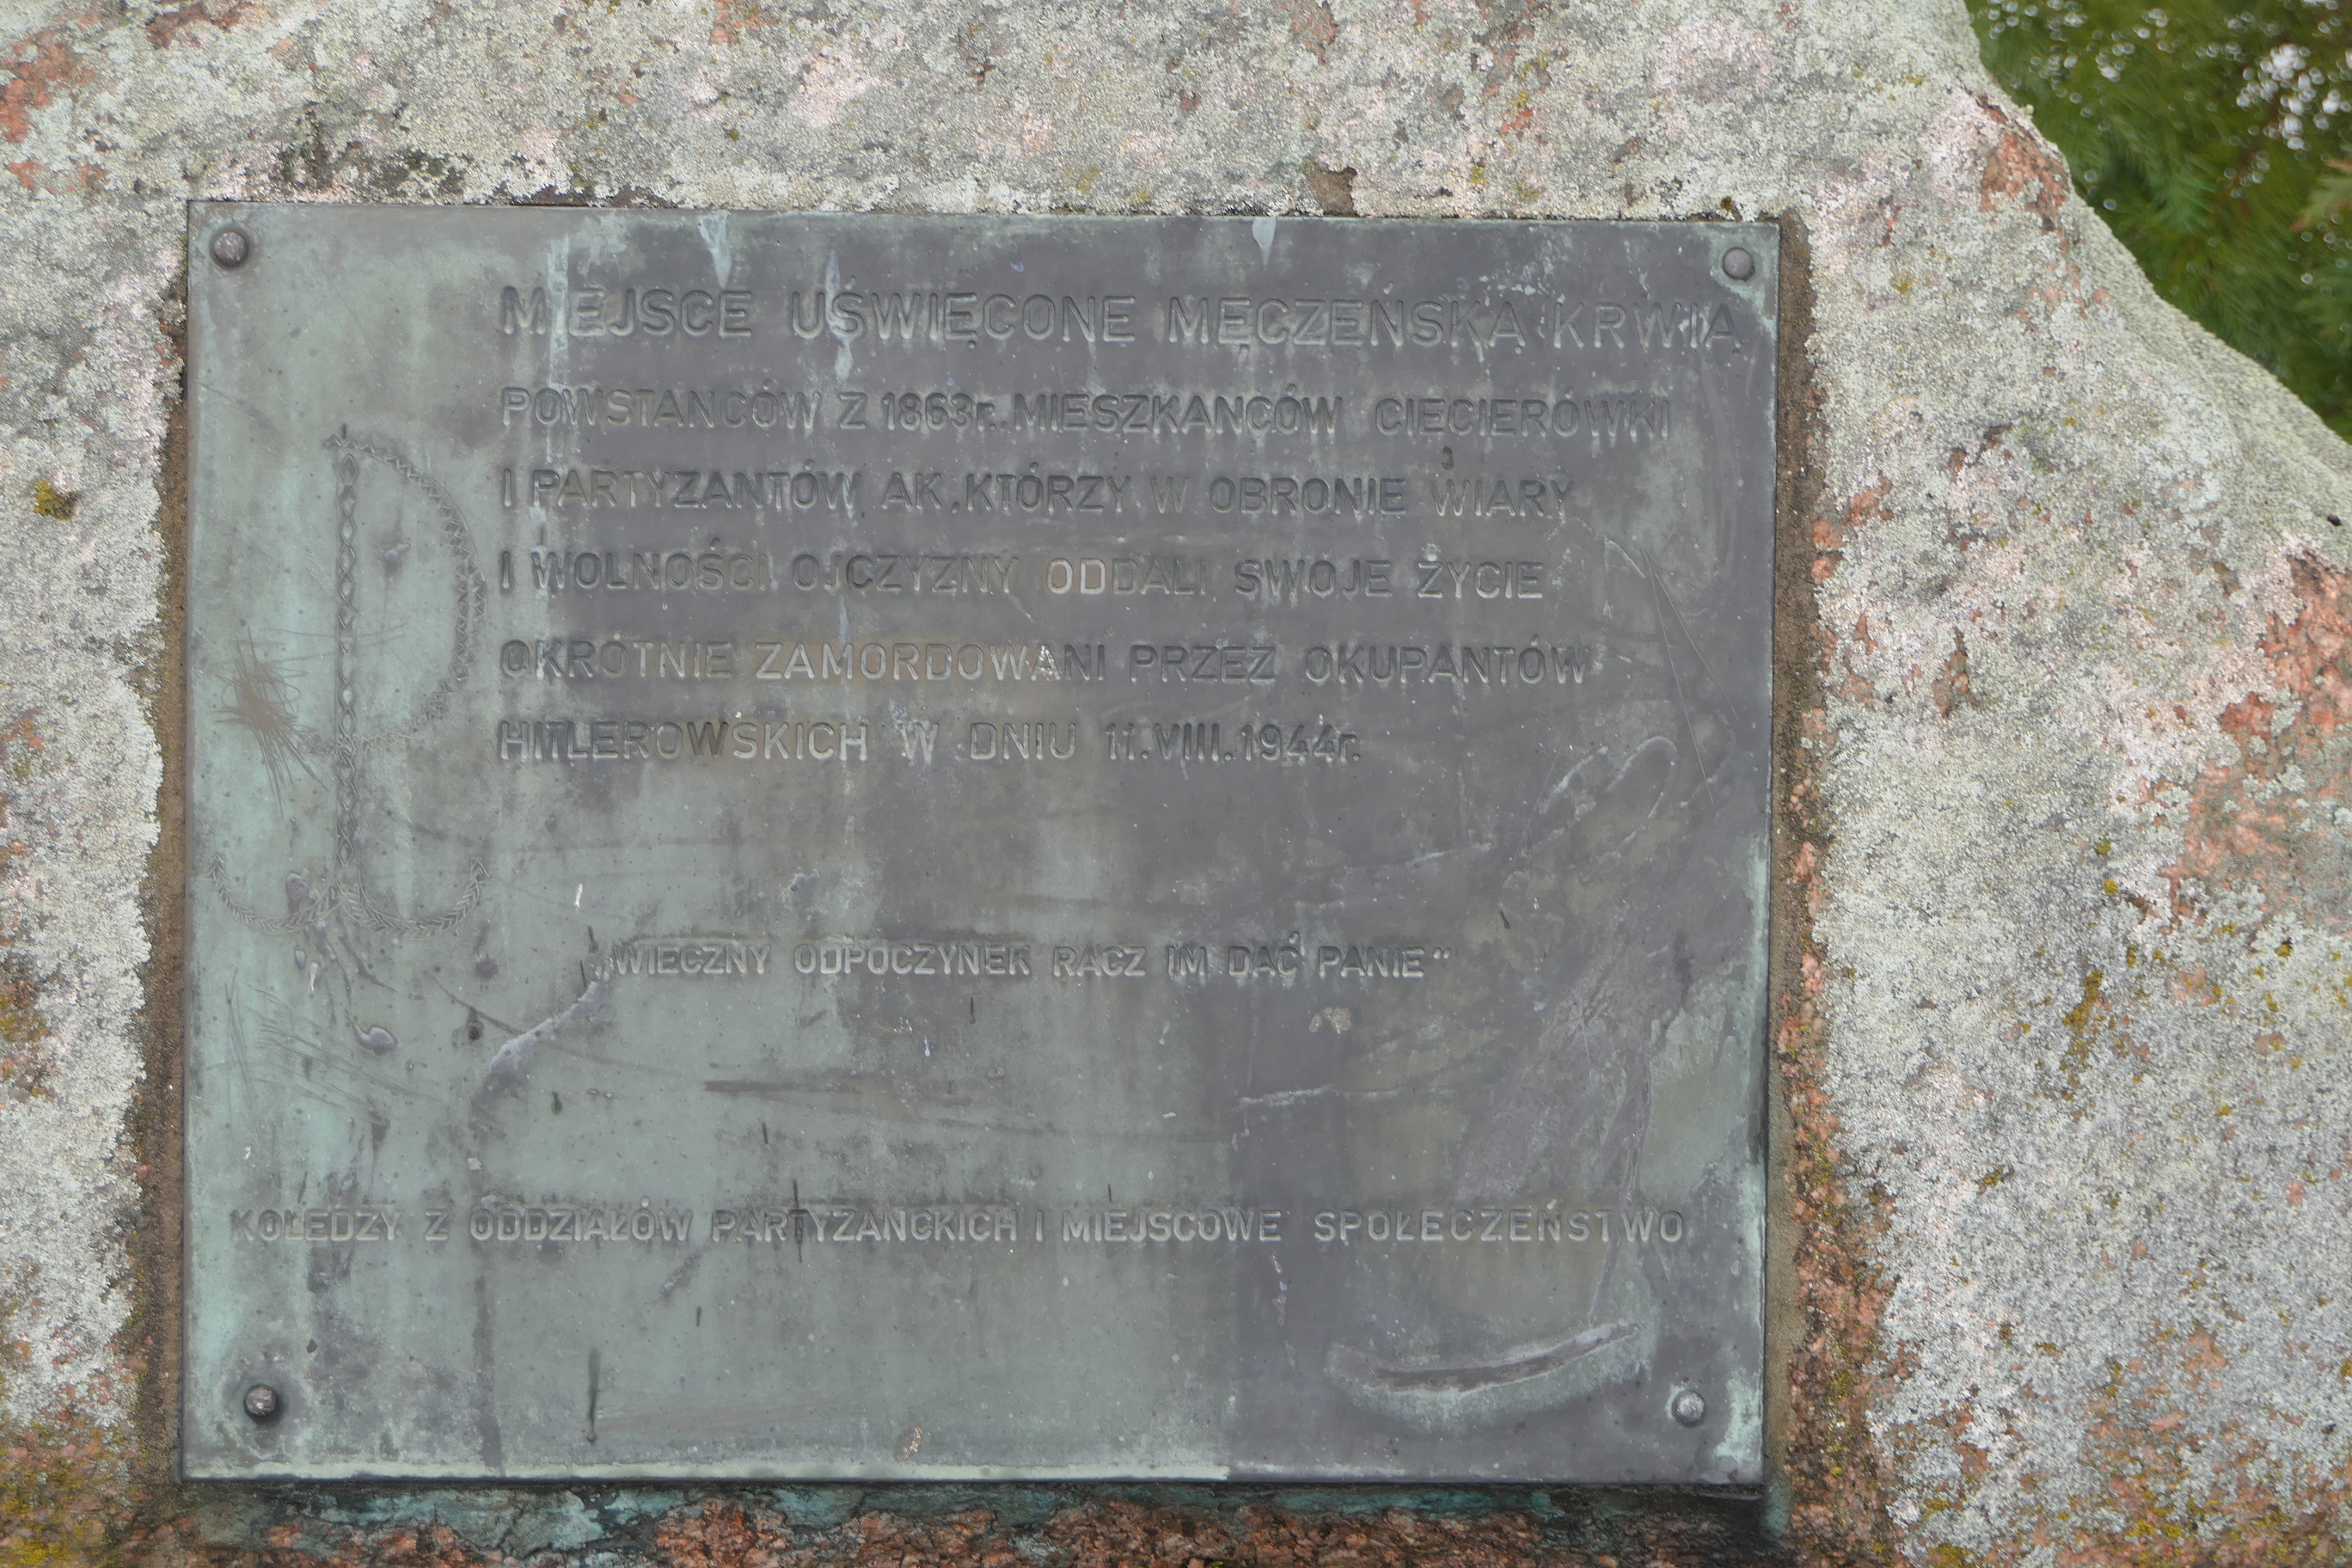 MIEJSCE UŚWIĘCONE MĘCZEŃSKĄ KRWIĄ
POWSTAŃCÓW Z 1863r. MIESZKAŃCÓW CIECIERÓWKI
I PARTYZANTÓW AK. KTÓRZY W OBRONIE WIARY
I WOLNOŚCI OJCZYZNY ODDALI SWOJE ŻYCIE
OKRÓTNIE ZAMORDOWANI PRZEZ OKUPANTÓW
HITLEROWSKICH W DNIU 11.VIII.1944r.
„WIECZNY ODPOCZYNEK RACZ IM DAĆ PANIE"
KOLEDZY Z ODDZIAŁÓW PARTYZANCKICH I MIEJSCOWE SPOŁECZEŃSTWO